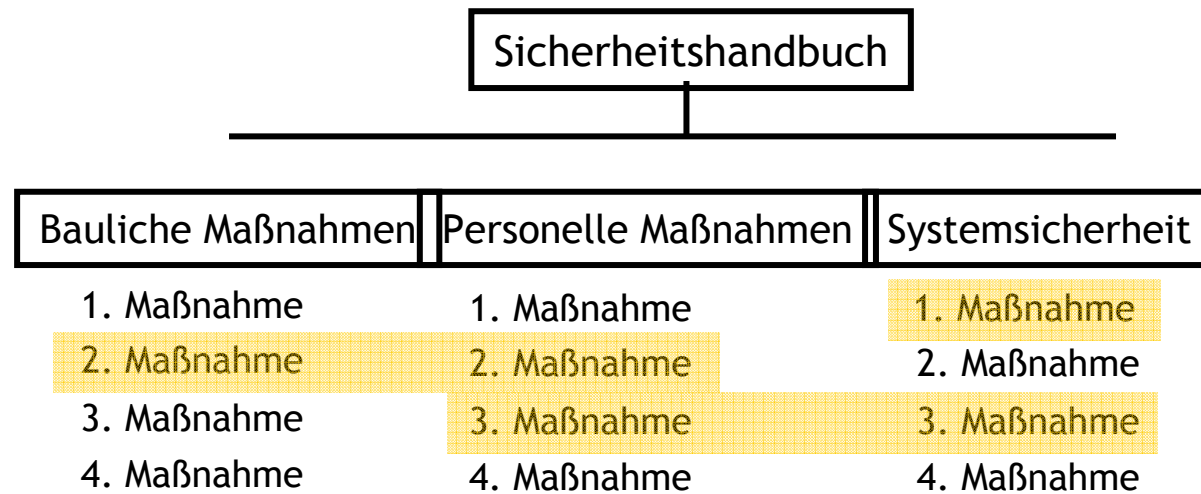 Sicherheitshandbuch
Bauliche Maßnahmen Personelle Maßnahmen Systemsicherheit
1. Maßnahme 1. Maßnahme 1. Maßnahme
2. Maßnahme 2. Maßnahme 2. Maßnahme
3. Maßnahme 3. Maßnahme 3. Maßnahme
4. Maßnahme 4. Maßnahme 4. Maßnahme